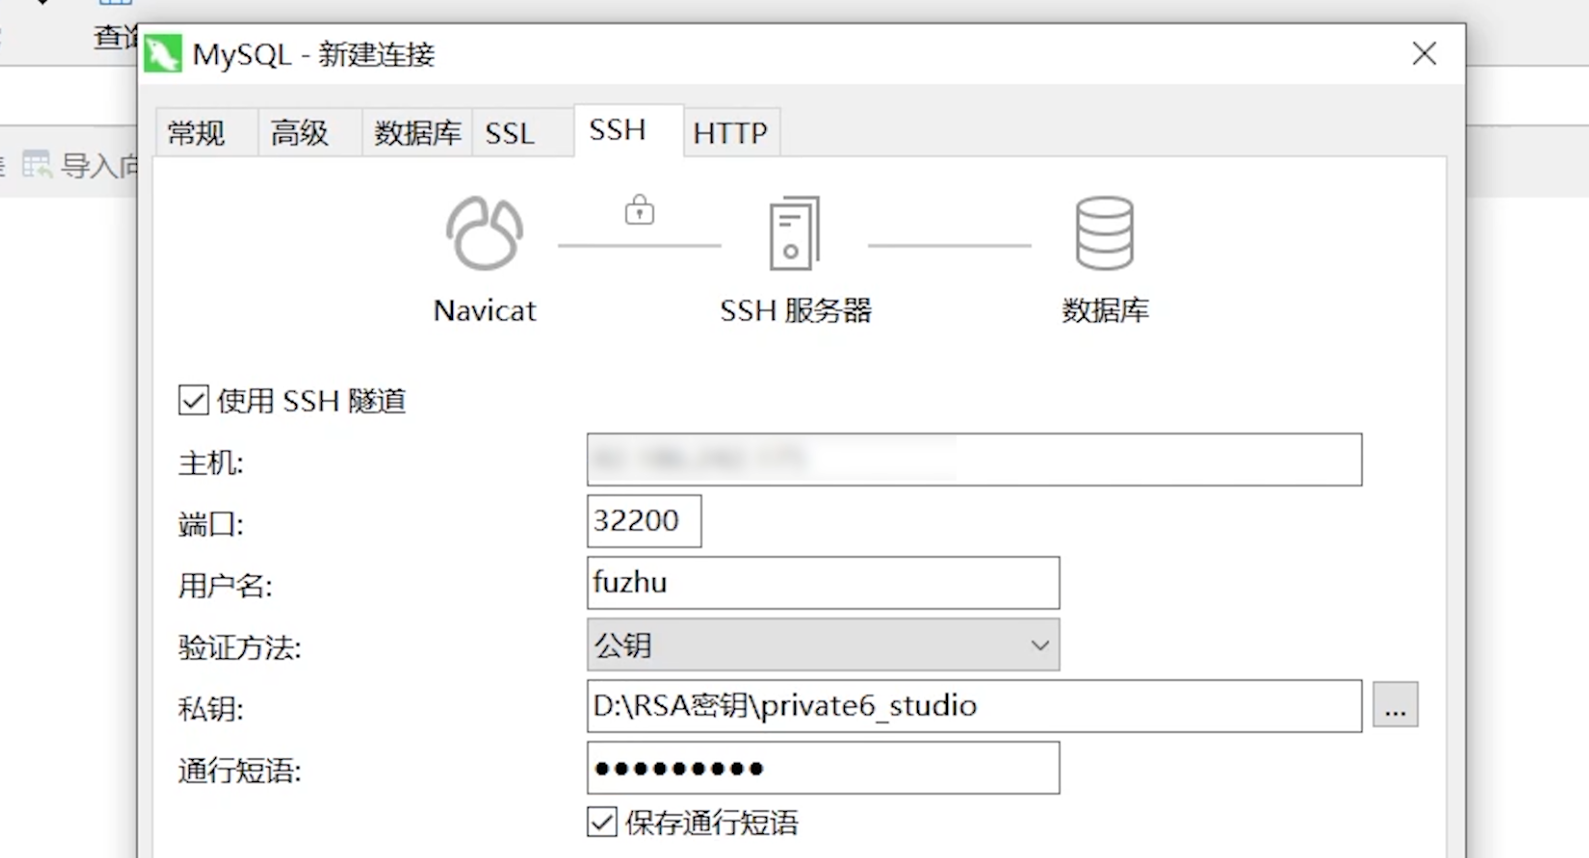 MySQL - 新建连接
常规 高级 数据库 SSL SSH HTTP
导入向
Navicat SSH 服务器 数据库
使用 SSH 隧道
主机:
端口: 32200
用户名: fuzhu
验证方法: 公钥
私钥: D:\RSA密钥\private6_studio ...
通行短语: ●●●●●●●●●
保存通行短语